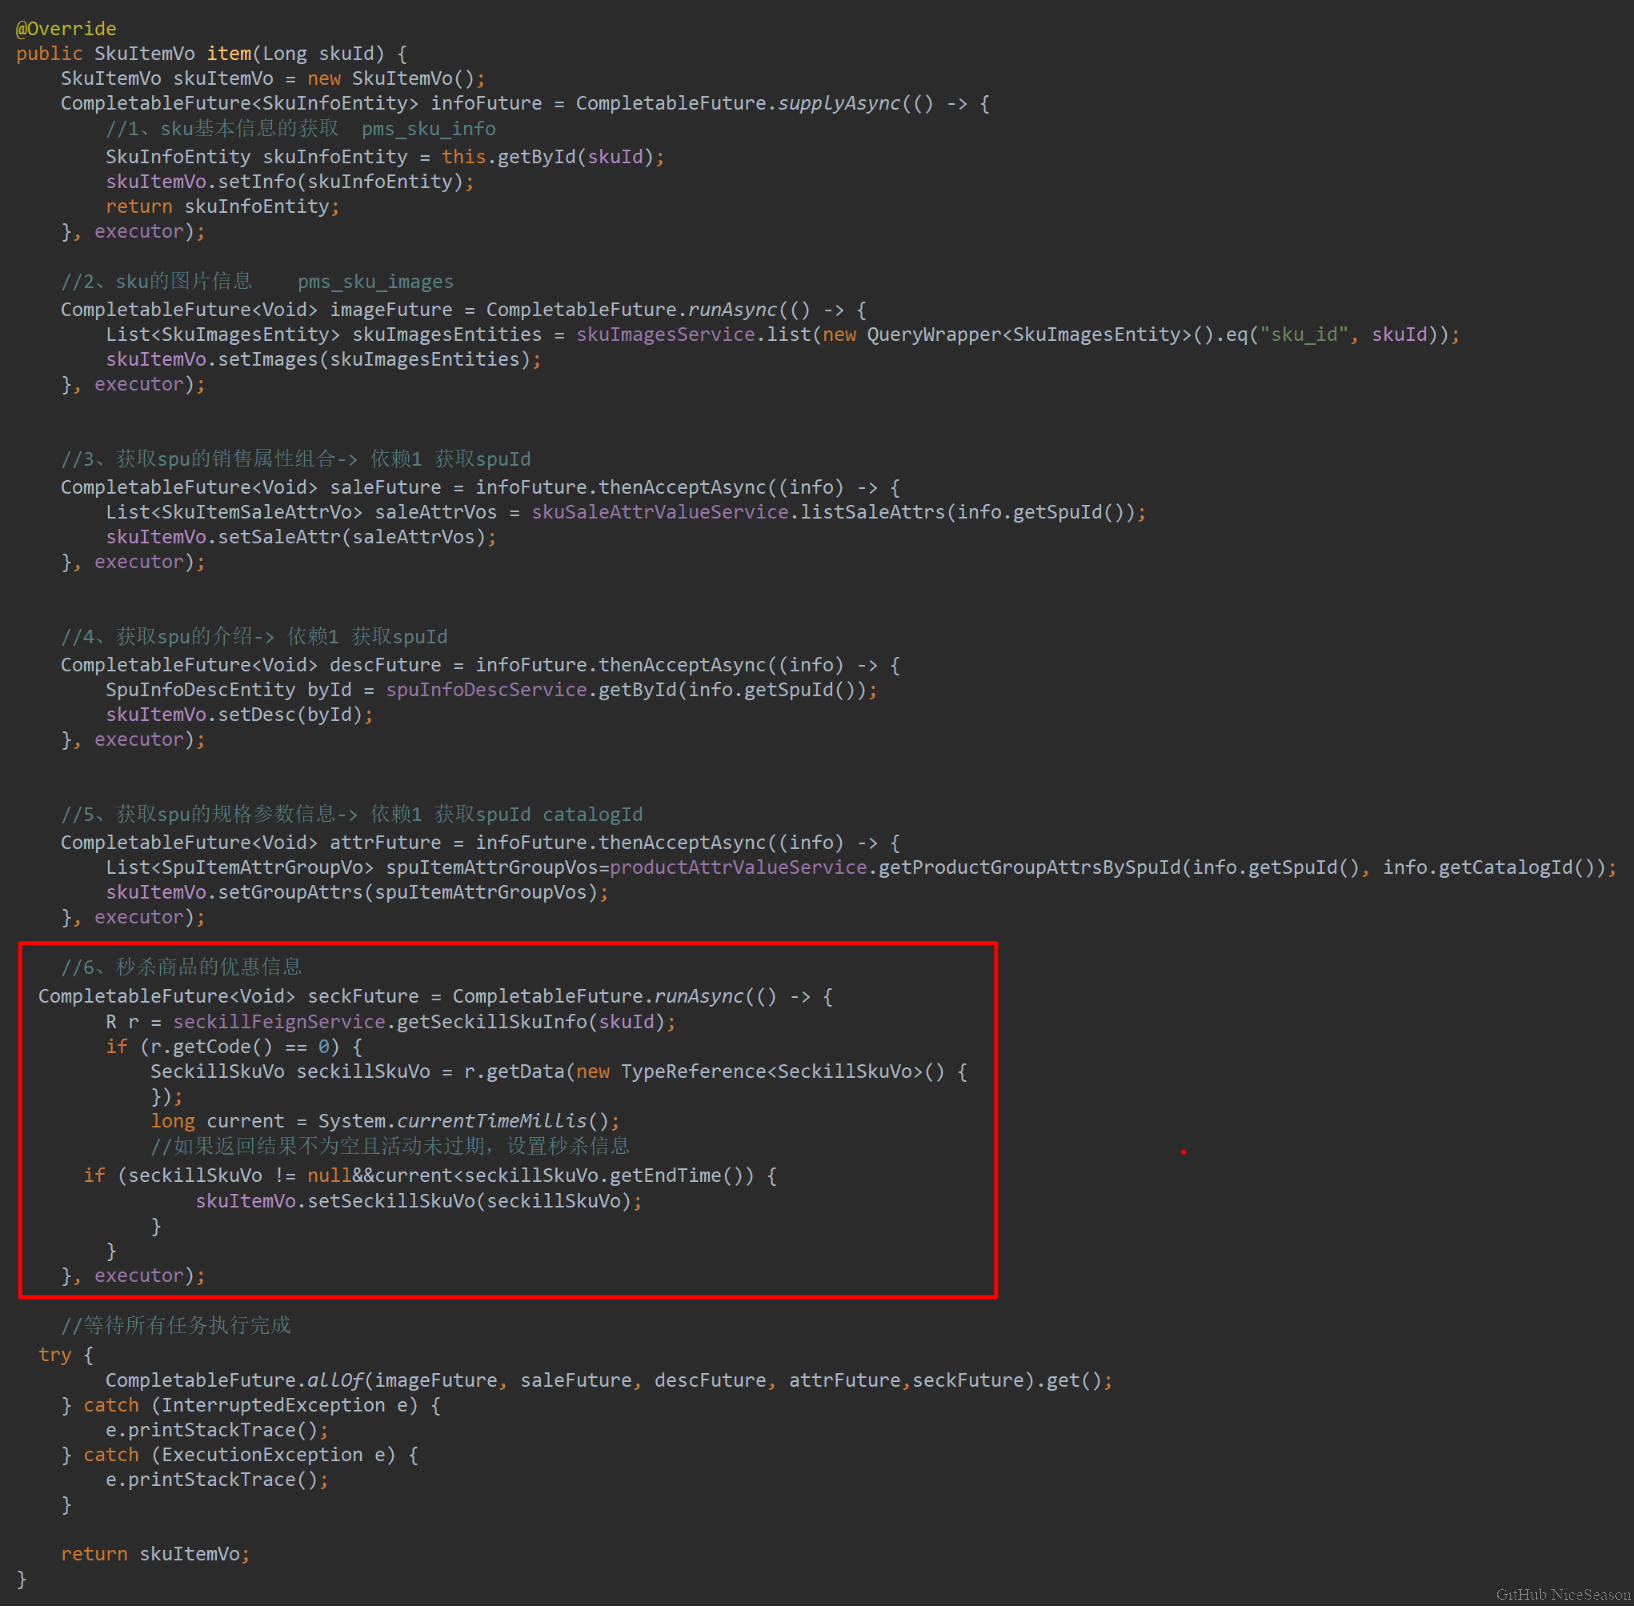 @Override
public SkuItemVo item(Long skuId) {
    SkuItemVo skuItemVo = new SkuItemVo();
    CompletableFuture<SkuInfoEntity> infoFuture = CompletableFuture.supplyAsync(() -> {
        //1、sku基本信息的获取  pms_sku_info
        SkuInfoEntity skuInfoEntity = this.getById(skuId);
        skuItemVo.setInfo(skuInfoEntity);
        return skuInfoEntity;
    }, executor);
    //2、sku的图片信息    pms_sku_images
    CompletableFuture<Void> imageFuture = CompletableFuture.runAsync(() -> {
        List<SkuImagesEntity> skuImagesEntities = skuImagesService.list(new QueryWrapper<SkuImagesEntity>().eq("sku_id", skuId));
        skuItemVo.setImages(skuImagesEntities);
    }, executor);
    //3、获取spu的销售属性组合-> 依赖1 获取spuId
    CompletableFuture<Void> saleFuture = infoFuture.thenAcceptAsync((info) -> {
        List<SkuItemSaleAttrVo> saleAttrVos = skuSaleAttrValueService.listSaleAttrs(info.getSpuId());
        skuItemVo.setSaleAttr(saleAttrVos);
    }, executor);
    //4、获取spu的介绍-> 依赖1 获取spuId
    CompletableFuture<Void> descFuture = infoFuture.thenAcceptAsync((info) -> {
        SpuInfoDescEntity byId = spuInfoDescService.getById(info.getSpuId());
        skuItemVo.setDesc(byId);
    }, executor);
    //5、获取spu的规格参数信息-> 依赖1 获取spuId catalogId
    CompletableFuture<Void> attrFuture = infoFuture.thenAcceptAsync((info) -> {
        List<SpuItemAttrGroupVo> spuItemAttrGroupVos=productAttrValueService.getProductGroupAttrsBySpuId(info.getSpuId(), info.getCatalogId());
        skuItemVo.setGroupAttrs(spuItemAttrGroupVos);
    }, executor);
    //6、秒杀商品的优惠信息
  CompletableFuture<Void> seckFuture = CompletableFuture.runAsync(() -> {
        R r = seckillFeignService.getSeckillSkuInfo(skuId);
        if (r.getCode() == 0) {
            SeckillSkuVo seckillSkuVo = r.getData(new TypeReference<SeckillSkuVo>() {
            });
            long current = System.currentTimeMillis();
            //如果返回结果不为空且活动未过期，设置秒杀信息
      if (seckillSkuVo != null&&current<seckillSkuVo.getEndTime()) {
                skuItemVo.setSeckillSkuVo(seckillSkuVo);
            }
        }
    }, executor);
    //等待所有任务执行完成
  try {
        CompletableFuture.allOf(imageFuture, saleFuture, descFuture, attrFuture,seckFuture).get();
    } catch (InterruptedException e) {
        e.printStackTrace();
    } catch (ExecutionException e) {
        e.printStackTrace();
    }
    return skuItemVo;
}
GitHub NiceSeason